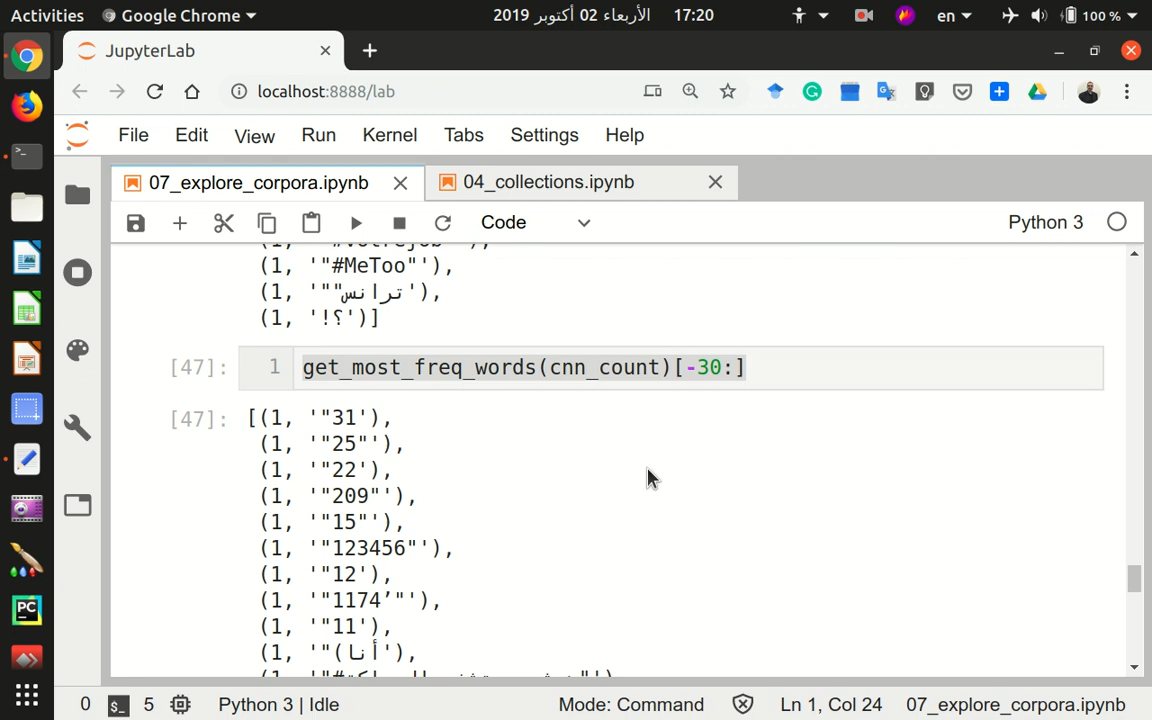 Activities Google Chrome 2019 الأربعاء 02 أكتوبر 17:20 en 100 %
JupyterLab
localhost:8888/lab
File Edit View Run Kernel Tabs Settings Help
07_explore_corpora.ipynb 04_collections.ipynb
Code Python 3
(1, '"#MeToo"'),
(1, '""ترانس'),
(1, '!؟')]
[47]: 1 get_most_freq_words(cnn_count)[-30:]
[47]: [(1, '"31'),
(1, '"25"'),
(1, '"22'),
(1, '"209"'),
(1, '"15"'),
(1, '"123456"'),
(1, '"12'),
(1, '"1174’"'),
(1, '"11'),
(1, '"(أنا'),
0 5 Python 3 | Idle Mode: Command Ln 1, Col 24 07_explore_corpora.ipynb